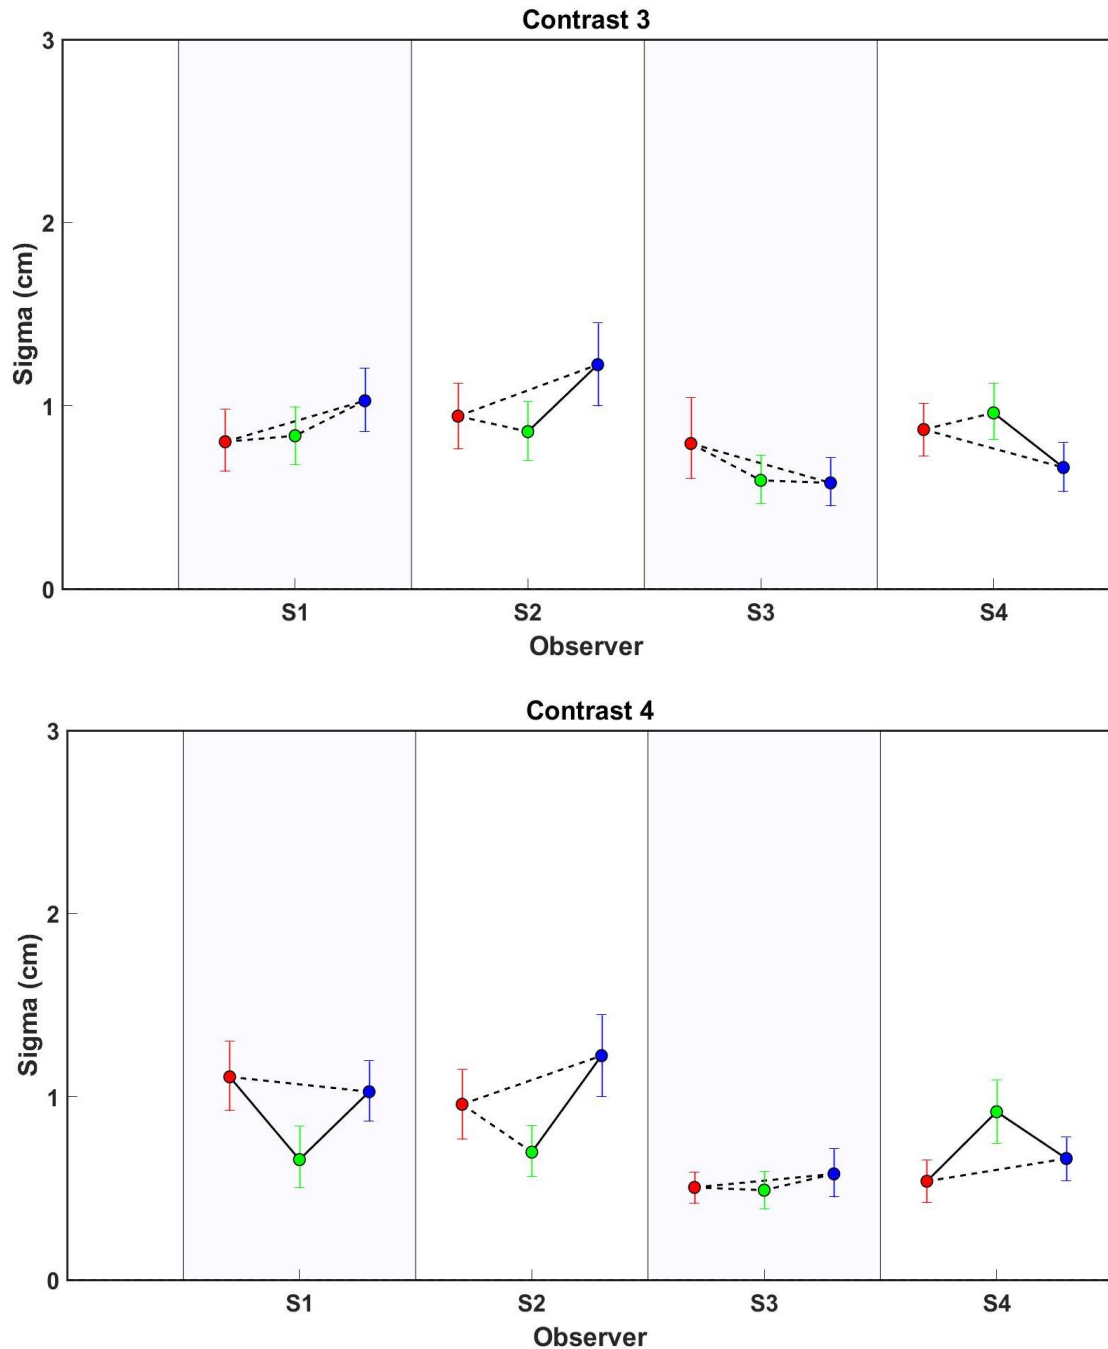 Contrast 3
3
2
1
0
Sigma (cm)
S1 S2 S3 S4
Observer
Contrast 4
3
2
1
0
Sigma (cm)
S1 S2 S3 S4
Observer